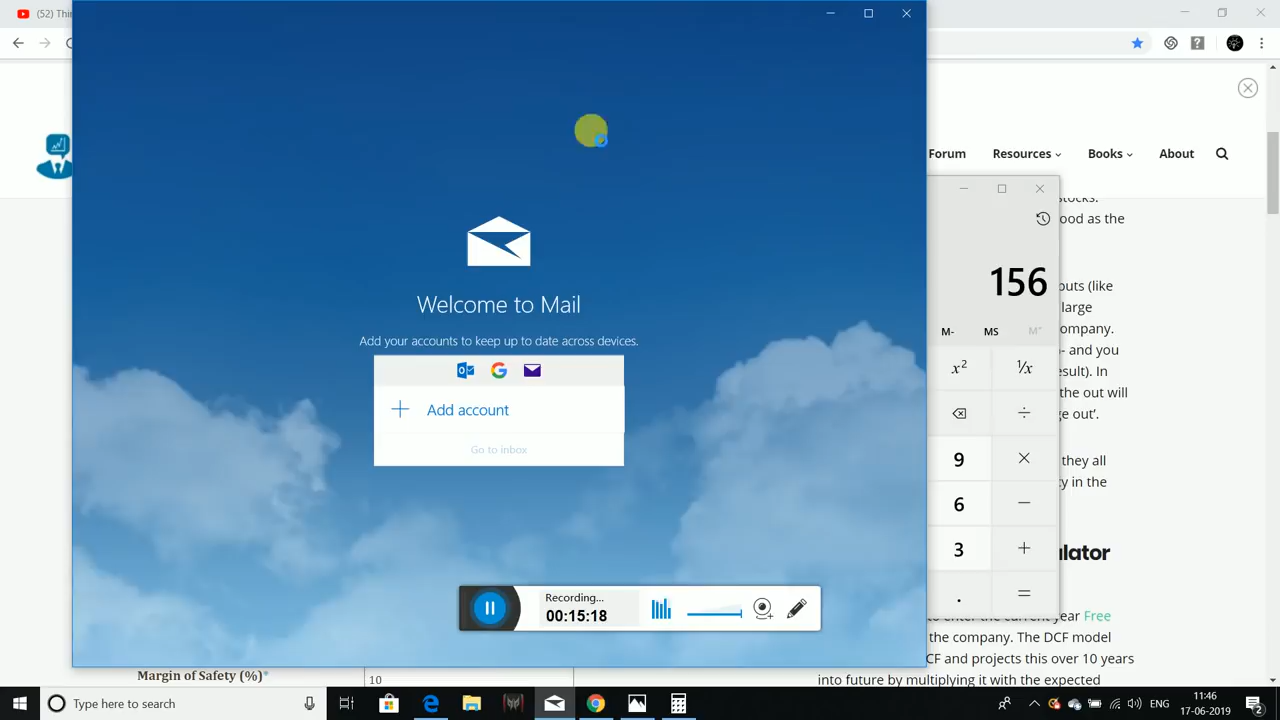 (52) Thi
Forum Resources Books About
stocks.
ood as the
156
puts (like
large
M- MS M
ompany.
- and you
esult). In
the out will
ge out’.
x² ¹/x
÷
9 ×
they all
y in the
6 −
3 +
ulator
. =
Welcome to Mail
Add your accounts to keep up to date across devices.
+ Add account
Go to inbox
Recording...
00:15:18
to enter the current year Free
the company. The DCF model
CF and projects this over 10 years
into future by multiplying it with the expected
Margin of Safety (%)*
10
Type here to search
ENG
11:46
17-06-2019
2